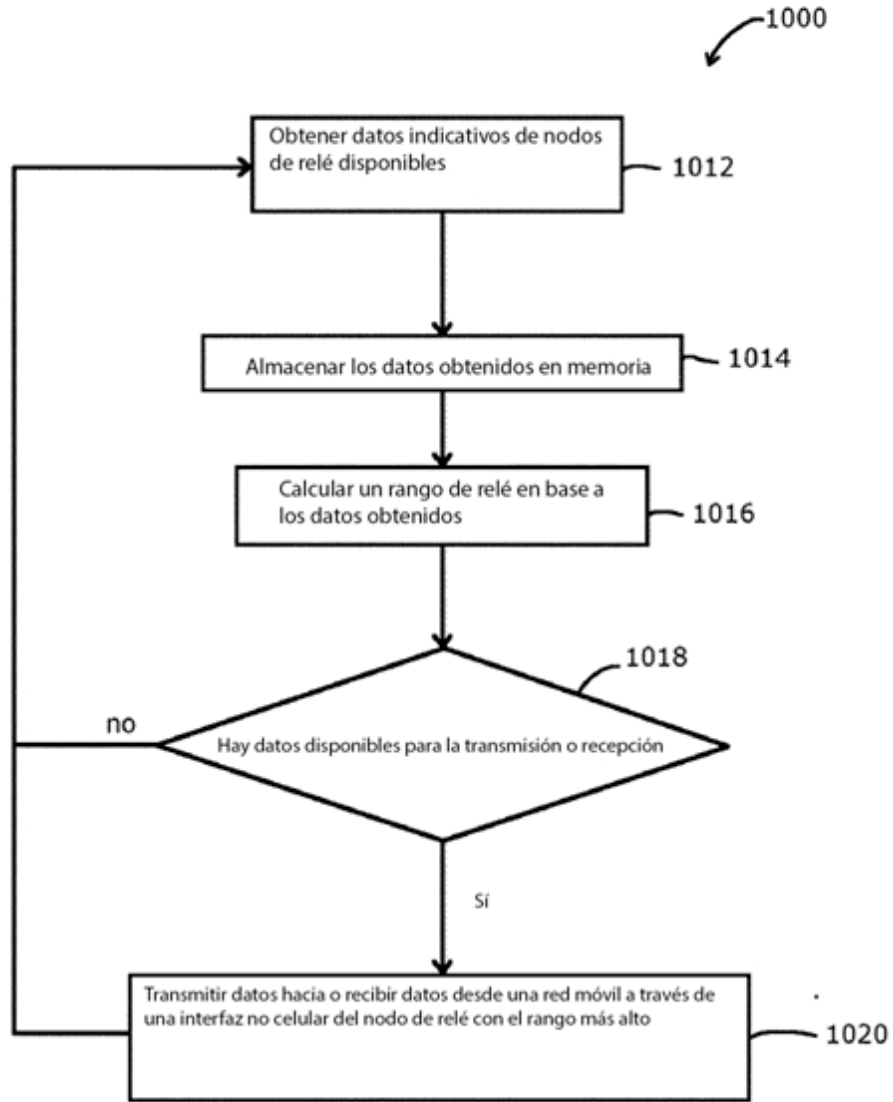 1000
Obtener datos indicativos de nodos
de relé disponibles
1012
Almacenar los datos obtenidos en memoria
1014
Calcular un rango de relé en base a
los datos obtenidos
1016
1018
no
Hay datos disponibles para la transmisión o recepción
Sí
Transmitir datos hacia o recibir datos desde una red móvil a través de
una interfaz no celular del nodo de relé con el rango más alto
1020